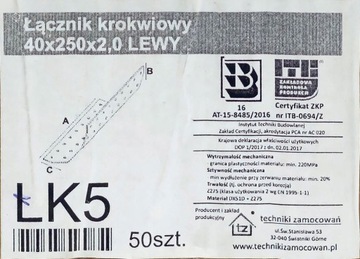 Łącznik krokwiowy
40x250x2,0 LEWY
B
A
C
B
16
AT-15-8485/2016
ZAKŁADOWA
KONTROLA
PRODUKCJI
Certyfikat ZKP
nr ITB-0694/Z
Instytut Techniki Budowlanej
Zakład Certyfikacji, akredytacja PCA nr AC 020
Krajowa deklaracja właściwości użytkowych
DOP 1/2017 z dn. 02.01.2017
Wytrzymałość mechaniczna
granica plastyczności materiału: min. 220MPa
Sztywność mechaniczna
min wydłużenie przy zerwaniu materiału: min. 20%
Trwałość (tj. ochrona przed korozją)
Z275 (klasa użytkowania 2 wg EN 1995-1-1)
Materiał DX51D + Z275
LK5
50szt.
Producent i zakład
produkcyjny
tz
techniki zamocowań
ul.Św.Stanisława 53
32-040 Świątniki Górne
www.technikizamocowan.pl